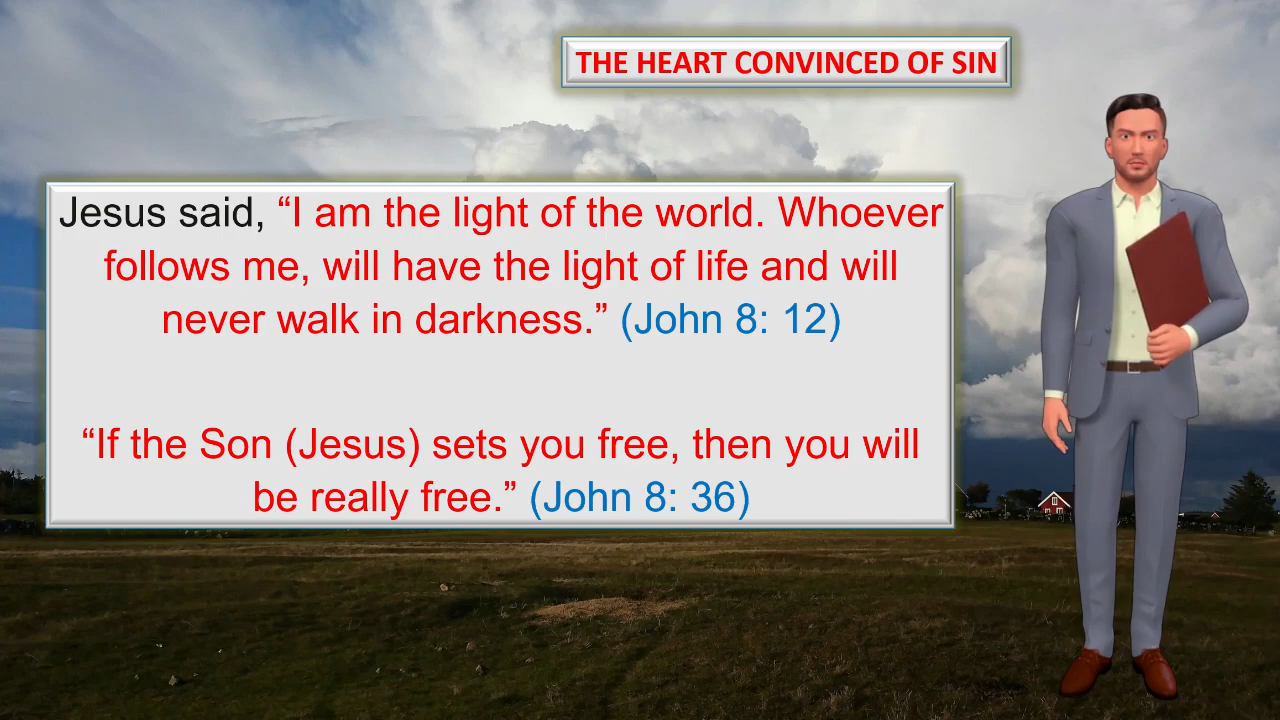 THE HEART CONVINCED OF SIN
Jesus said, “I am the light of the world. Whoever
follows me, will have the light of life and will
never walk in darkness.” (John 8: 12)
“If the Son (Jesus) sets you free, then you will
be really free.” (John 8: 36)